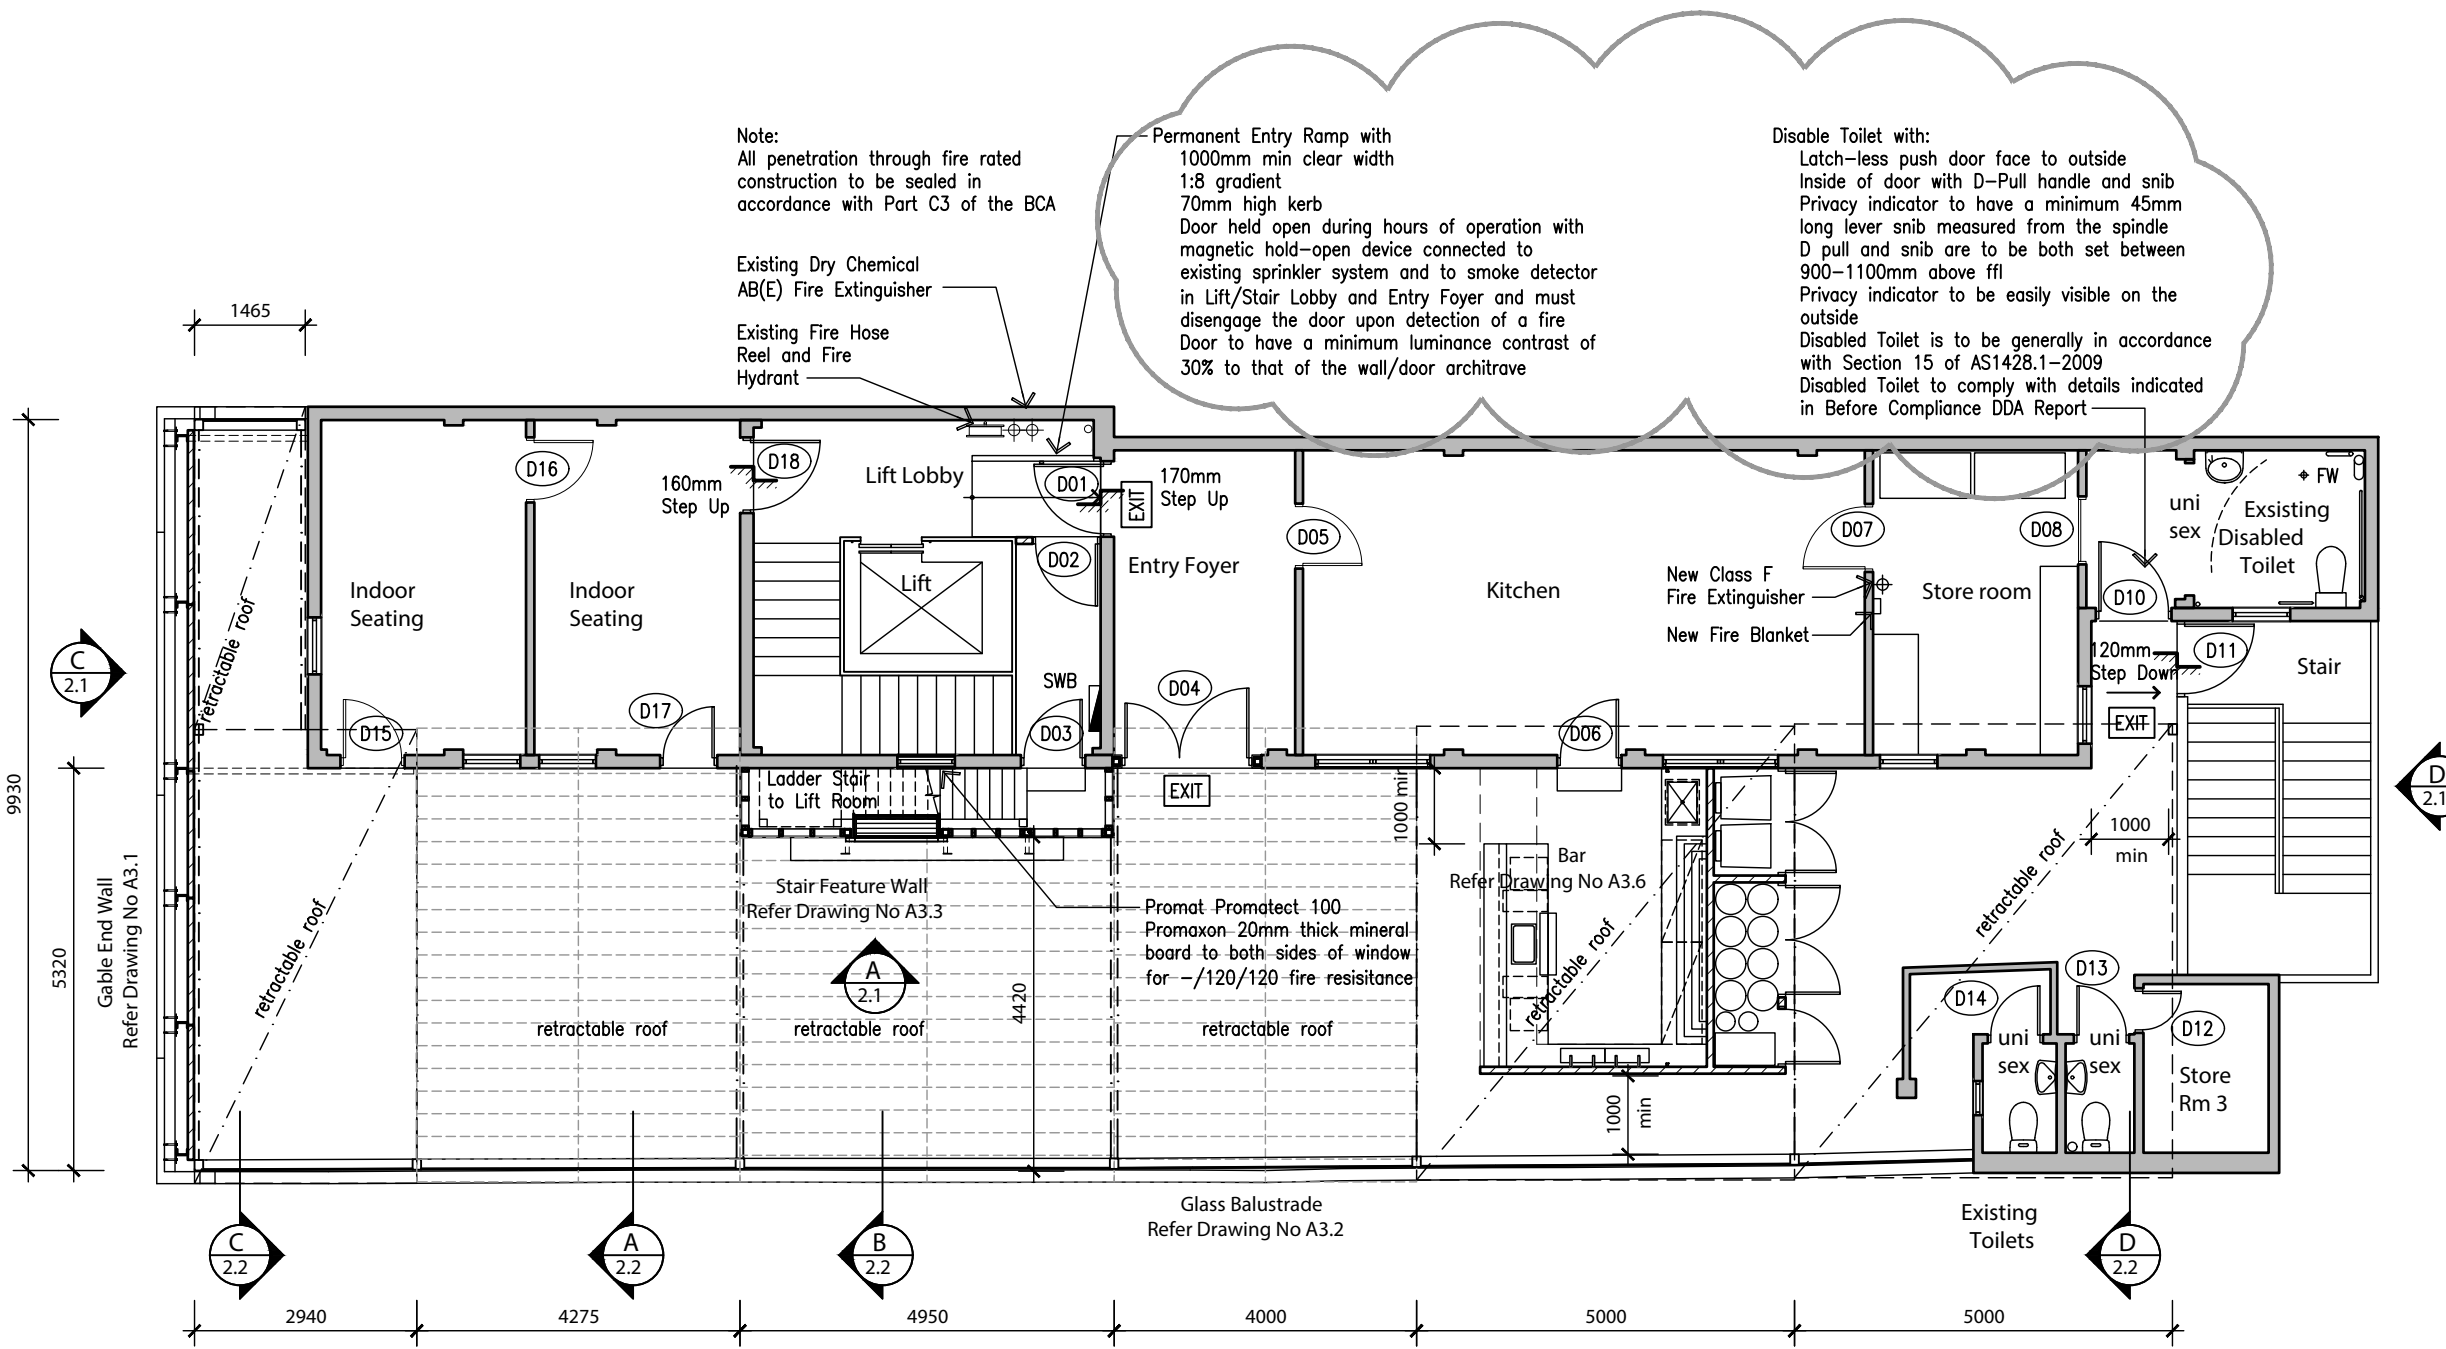 Note:
All penetration through fire rated
construction to be sealed in
accordance with Part C3 of the BCA
Existing Dry Chemical
AB(E) Fire Extinguisher
Existing Fire Hose
Reel and Fire
Hydrant
Permanent Entry Ramp with
1000mm min clear width
1:8 gradient
70mm high kerb
Door held open during hours of operation with
magnetic hold-open device connected to
existing sprinkler system and to smoke detector
in Lift/Stair Lobby and Entry Foyer and must
disengage the door upon detection of a fire
Door to have a minimum luminance contrast of
30% to that of the wall/door architrave
Disable Toilet with:
Latch-less push door face to outside
Inside of door with D-Pull handle and snib
Privacy indicator to have a minimum 45mm
long lever snib measured from the spindle
D pull and snib are to be both set between
900-1100mm above ffl
Privacy indicator to be easily visible on the
outside
Disabled Toilet is to be generally in accordance
with Section 15 of AS1428.1-2009
Disabled Toilet to comply with details indicated
in Before Compliance DDA Report
1465
9930
5320
Gable End Wall
Refer Drawing No A3.1
C
2.1
retractable roof
Indoor
Seating
D16
Indoor
Seating
D15
D17
160mm
Step Up
D18
Lift Lobby
D01
EXIT
170mm
Step Up
Lift
D02
SWB
D03
Entry Foyer
D04
EXIT
D05
Kitchen
D06
New Class F
Fire Extinguisher
New Fire Blanket
D07
Store room
D08
uni
sex
FW
Exsisting
Disabled
Toilet
D10
120mm
Step Down
D11
Stair
EXIT
D
2.1
1000
min
Ladder Stair
to Lift Room
Stair Feature Wall
Refer Drawing No A3.3
A
2.1
4420
Promat Promatect 100
Promaxon 20mm thick mineral
board to both sides of window
for -/120/120 fire resisitance
1000 min
Bar
Refer Drawing No A3.6
retractable roof
retractable roof
retractable roof
retractable roof
retractable roof
retractable roof
1000
min
D13
D14
D12
uni
sex
uni
sex
Store
Rm 3
Glass Balustrade
Refer Drawing No A3.2
Existing
Toilets
C
2.2
A
2.2
B
2.2
D
2.2
2940
4275
4950
4000
5000
5000